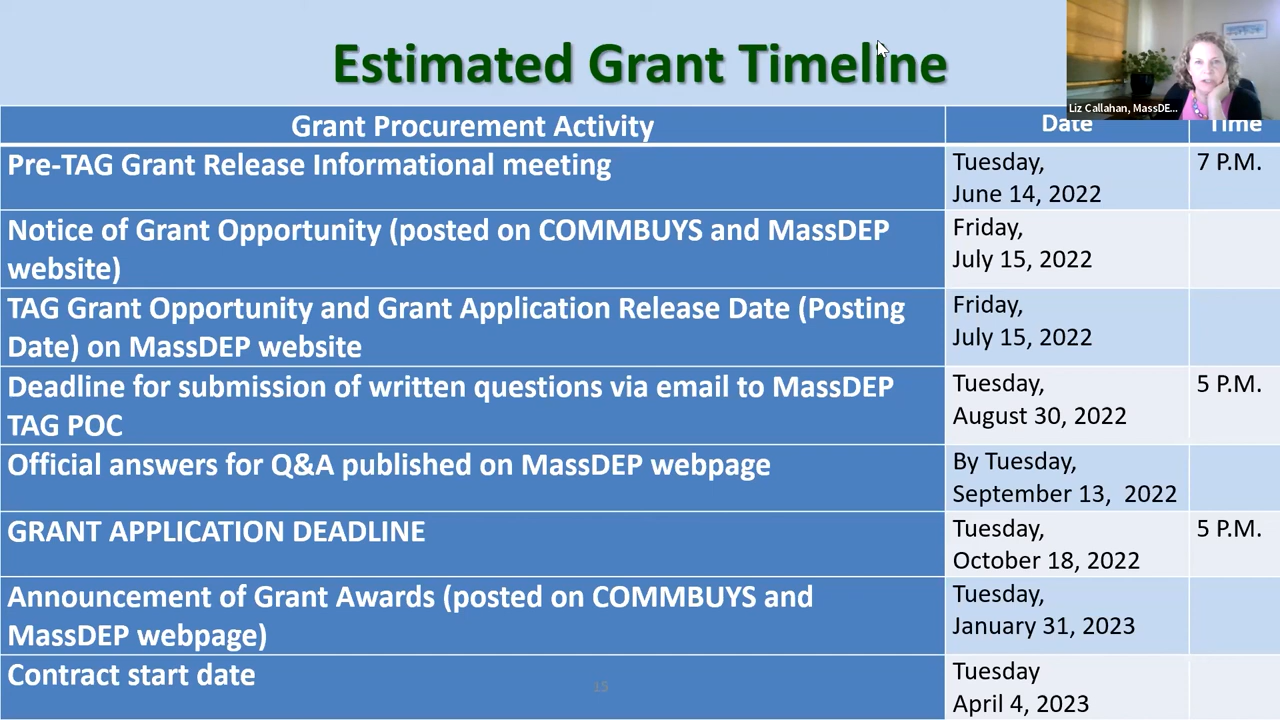 Estimated Grant Timeline
Liz Callahan, MassDE...
Grant Procurement Activity
Date
Time
Pre-TAG Grant Release Informational meeting
Tuesday,
June 14, 2022
7 P.M.
Notice of Grant Opportunity (posted on COMMBUYS and MassDEP
website)
Friday,
July 15, 2022
TAG Grant Opportunity and Grant Application Release Date (Posting
Date) on MassDEP website
Friday,
July 15, 2022
Deadline for submission of written questions via email to MassDEP
TAG POC
Tuesday,
August 30, 2022
5 P.M.
Official answers for Q&A published on MassDEP webpage
By Tuesday,
September 13,  2022
GRANT APPLICATION DEADLINE
Tuesday,
October 18, 2022
5 P.M.
Announcement of Grant Awards (posted on COMMBUYS and
MassDEP webpage)
Tuesday,
January 31, 2023
Contract start date
Tuesday
April 4, 2023
15